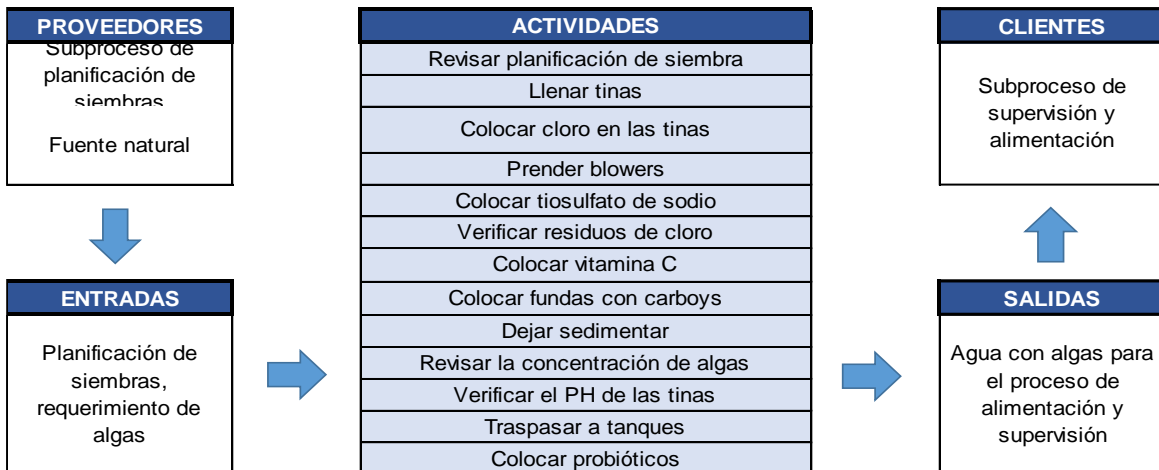 PROVEEDORES
Subproceso de
planificación de
siembras
Fuente natural
ENTRADAS
Planificación de
siembras,
requerimiento de
algas
ACTIVIDADES
Revisar planificación de siembra
Llenar tinas
Colocar cloro en las tinas
Prender blowers
Colocar tiosulfato de sodio
Verificar residuos de cloro
Colocar vitamina C
Colocar fundas con carboys
Dejar sedimentar
Revisar la concentración de algas
Verificar el PH de las tinas
Traspasar a tanques
Colocar probióticos
CLIENTES
Subproceso de
supervisión y
alimentación
SALIDAS
Agua con algas para
el proceso de
alimentación y
supervisión